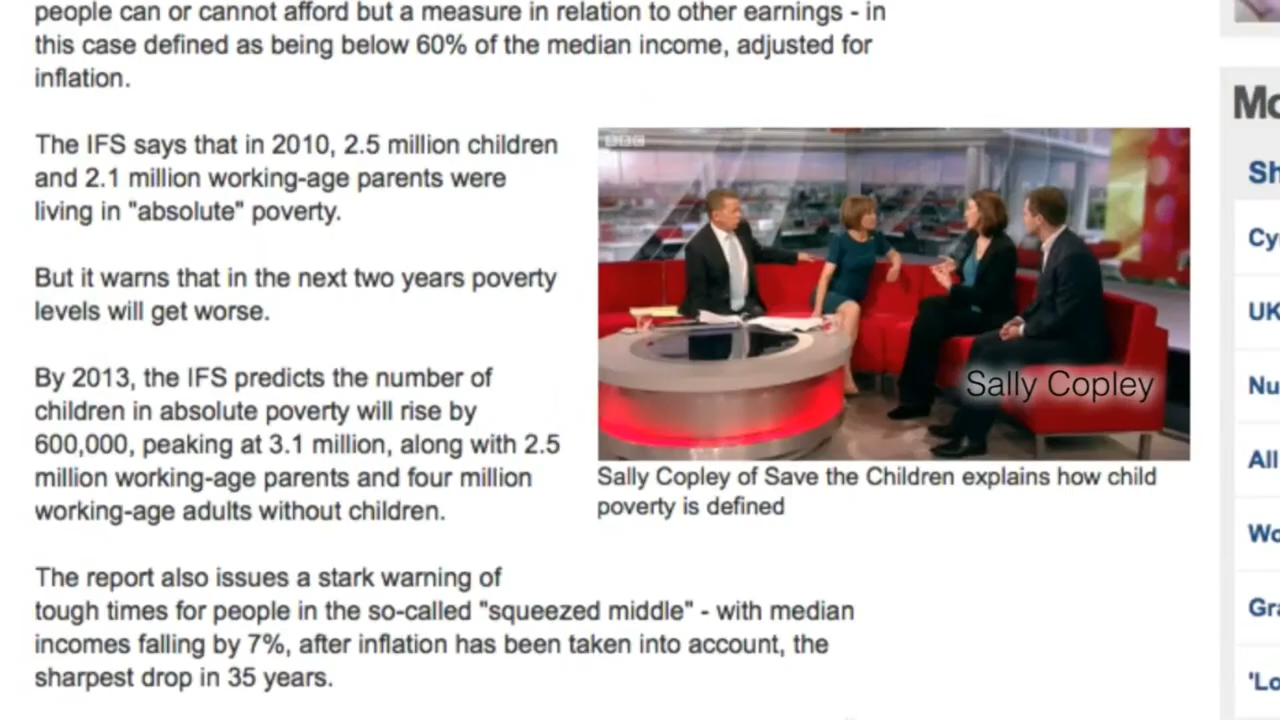 people can or cannot afford but a measure in relation to other earnings - in
this case defined as being below 60% of the median income, adjusted for
inflation.
The IFS says that in 2010, 2.5 million children
and 2.1 million working-age parents were
living in "absolute" poverty.
But it warns that in the next two years poverty
levels will get worse.
By 2013, the IFS predicts the number of
children in absolute poverty will rise by
600,000, peaking at 3.1 million, along with 2.5
million working-age parents and four million
working-age adults without children.
BBC
Sally Copley
Sally Copley of Save the Children explains how child
poverty is defined
The report also issues a stark warning of
tough times for people in the so-called "squeezed middle" - with median
incomes falling by 7%, after inflation has been taken into account, the
sharpest drop in 35 years.
Mo
Sh
Cy
UK
Nu
All
Wo
Gra
'Lo